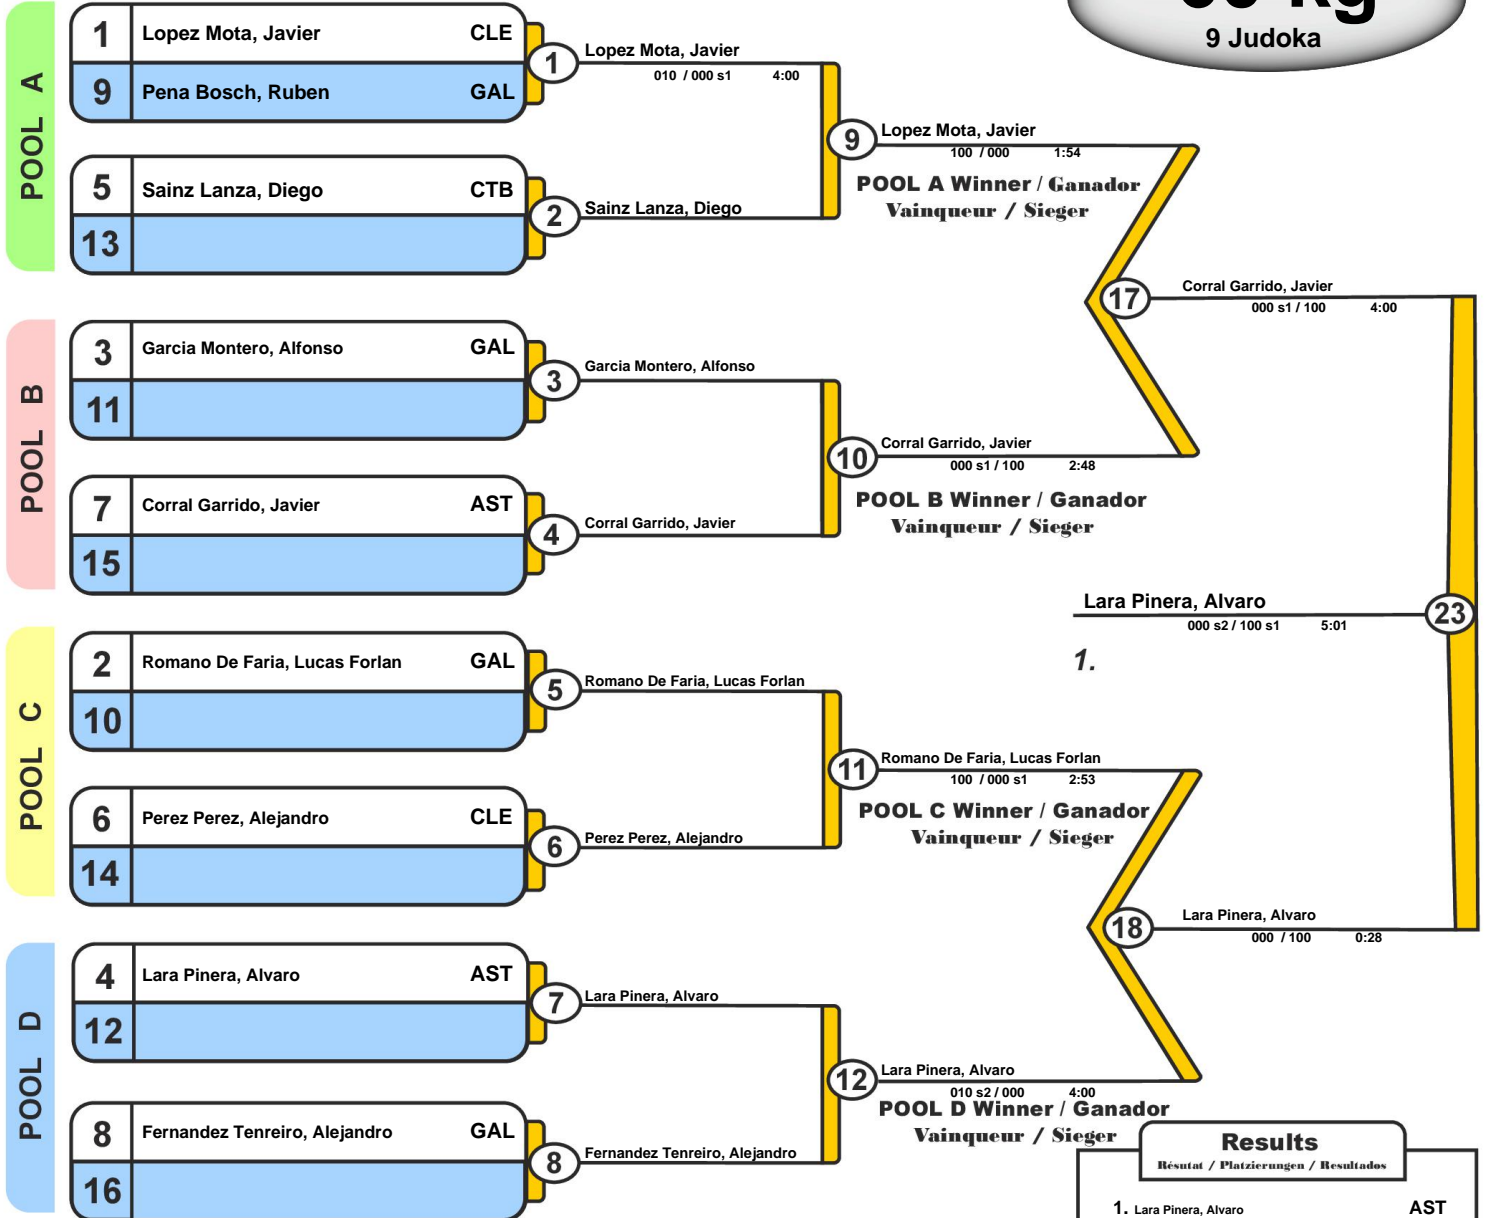 9 Judoka
POOL A
1 Lopez Mota, Javier CLE
9 Pena Bosch, Ruben GAL
1
Lopez Mota, Javier
010 / 000 s1 4:00
5 Sainz Lanza, Diego CTB
13
2
Sainz Lanza, Diego
9
Lopez Mota, Javier
100 / 000 1:54
POOL A Winner / Ganador
Vainqueur / Sieger
POOL B
3 Garcia Montero, Alfonso GAL
11
3
Garcia Montero, Alfonso
7 Corral Garrido, Javier AST
15
4
Corral Garrido, Javier
10
Corral Garrido, Javier
000 s1 / 100 2:48
POOL B Winner / Ganador
Vainqueur / Sieger
17
Corral Garrido, Javier
000 s1 / 100 4:00
Lara Pinera, Alvaro
000 s2 / 100 s1 5:01
23
1.
POOL C
2 Romano De Faria, Lucas Forlan GAL
10
5
Romano De Faria, Lucas Forlan
6 Perez Perez, Alejandro CLE
14
6
Perez Perez, Alejandro
11
Romano De Faria, Lucas Forlan
100 / 000 s1 2:53
POOL C Winner / Ganador
Vainqueur / Sieger
POOL D
4 Lara Pinera, Alvaro AST
12
7
Lara Pinera, Alvaro
8 Fernandez Tenreiro, Alejandro GAL
16
8
Fernandez Tenreiro, Alejandro
12
Lara Pinera, Alvaro
010 s2 / 000 4:00
POOL D Winner / Ganador
Vainqueur / Sieger
18
Lara Pinera, Alvaro
000 / 100 0:28
Results
Résutat / Platzierungen / Resultados
1. Lara Pinera, Alvaro AST